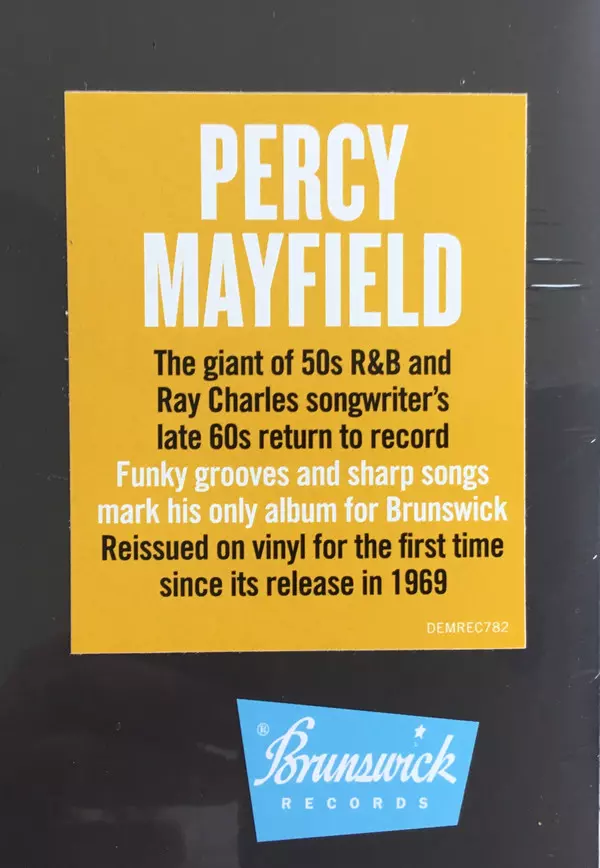 PERCY
MAYFIELD
The giant of 50s R&B and
Ray Charles songwriter’s
late 60s return to record
Funky grooves and sharp songs
mark his only album for Brunswick
Reissued on vinyl for the first time
since its release in 1969
DEMREC782
® Brunswick
RECORDS